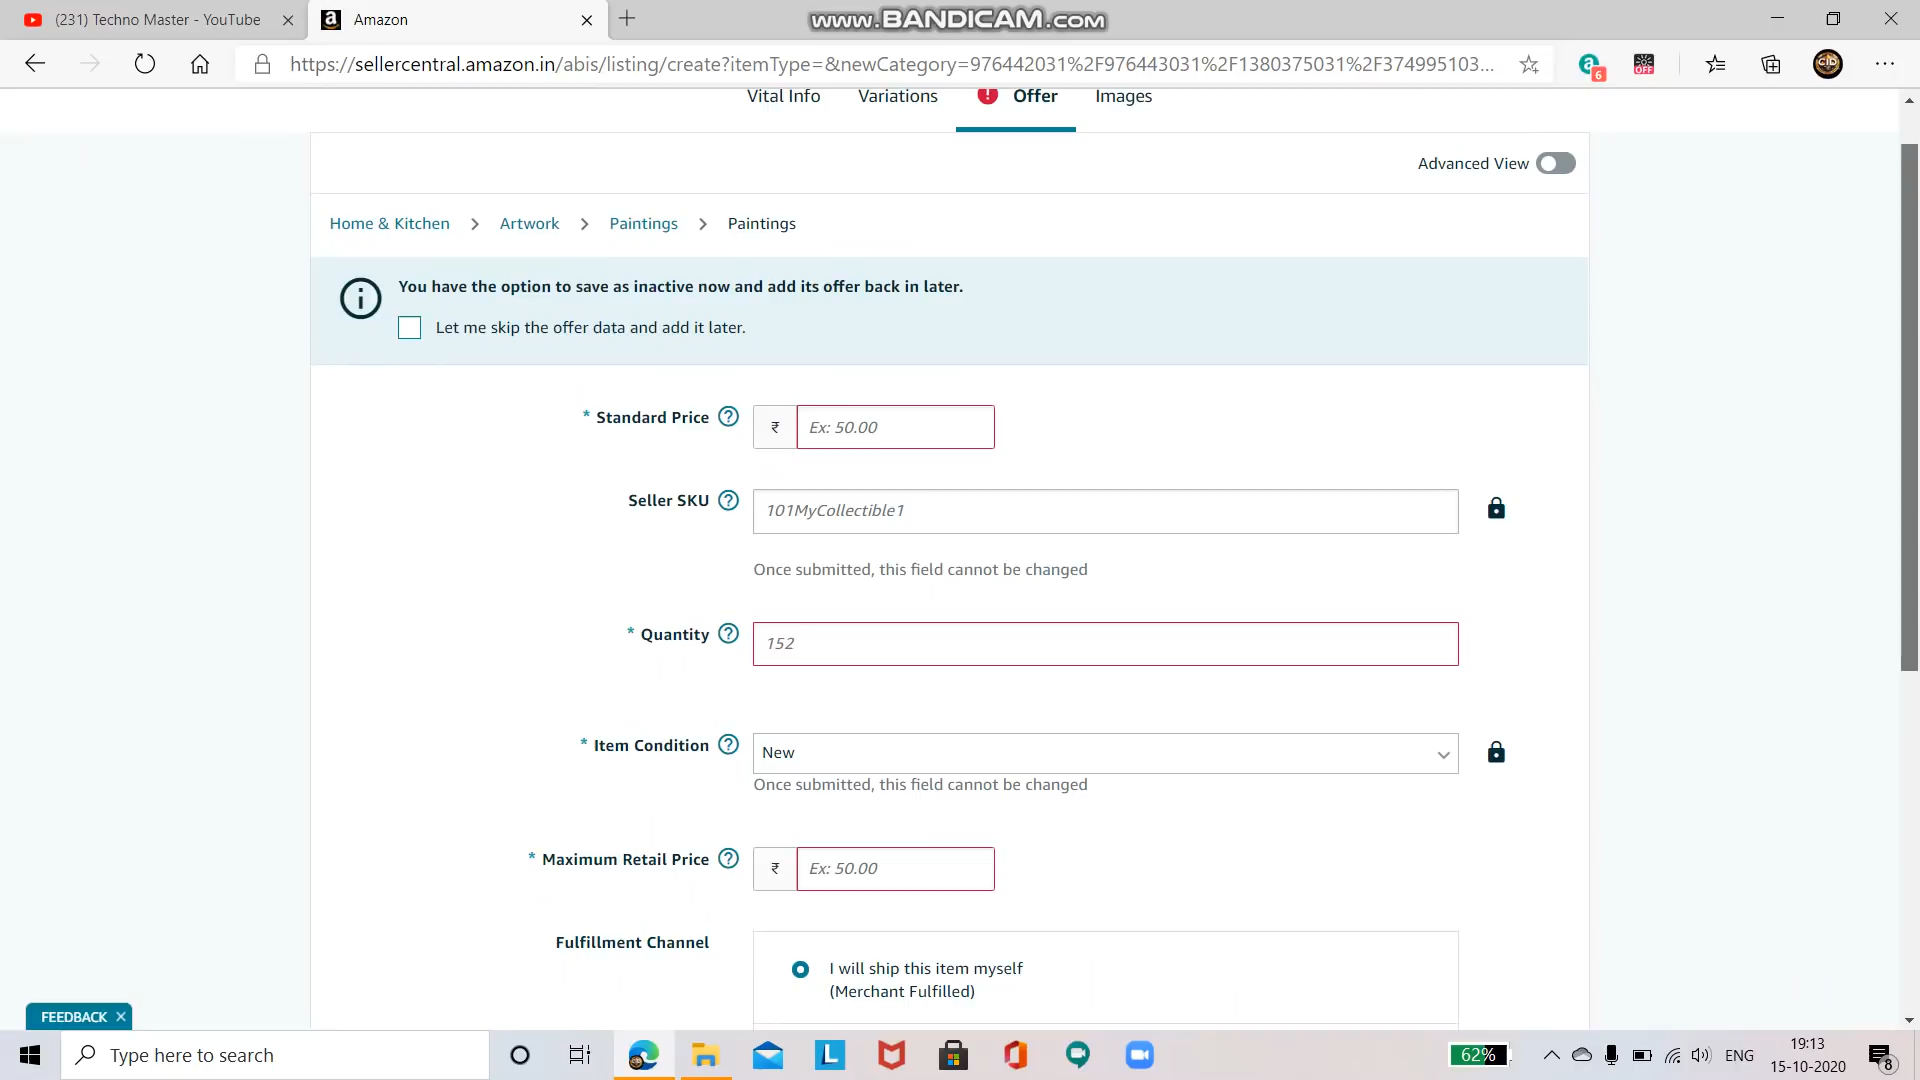 (231) Techno Master - YouTube
Amazon
www.BANDICAM.com
https://sellercentral.amazon.in/abis/listing/create?itemType=&newCategory=976442031%2F976443031%2F1380375031%2F374995103...
6
OFF
CID
Vital Info
Variations
Offer
Images
Advanced View
Home & Kitchen > Artwork > Paintings > Paintings
You have the option to save as inactive now and add its offer back in later.
Let me skip the offer data and add it later.
* Standard Price ? ₹ Ex: 50.00
Seller SKU ? 101MyCollectible1
Once submitted, this field cannot be changed
* Quantity ? 152
* Item Condition ? New
Once submitted, this field cannot be changed
* Maximum Retail Price ? ₹ Ex: 50.00
Fulfillment Channel
I will ship this item myself
(Merchant Fulfilled)
FEEDBACK
Type here to search
62%
ENG
19:13
15-10-2020
8